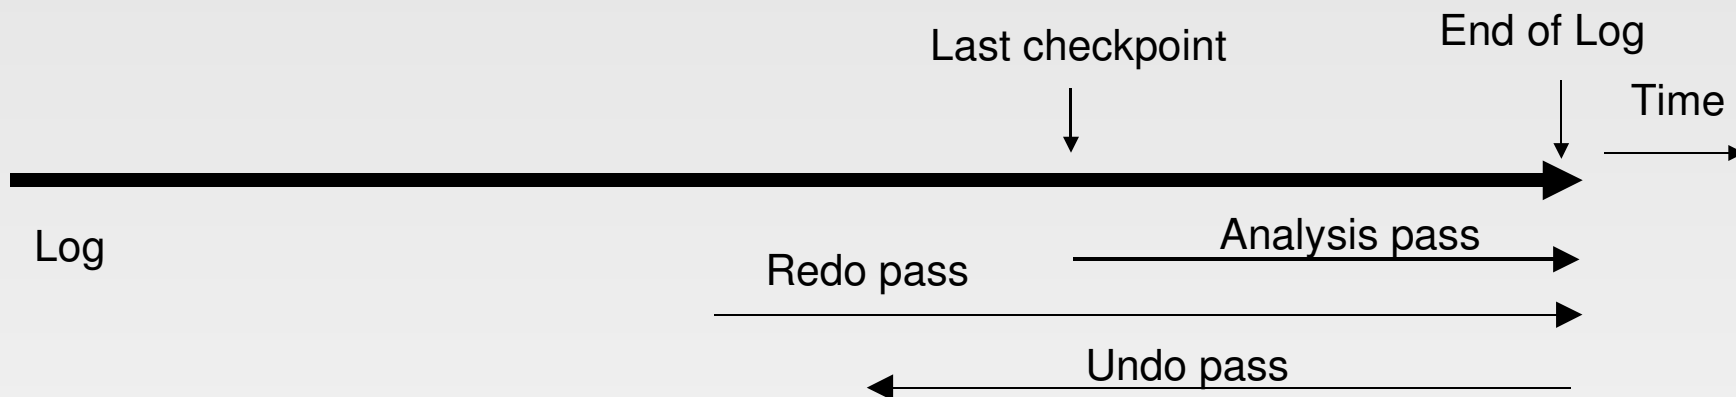 Last checkpoint
End of Log
Time
Log
Analysis pass
Redo pass
Undo pass